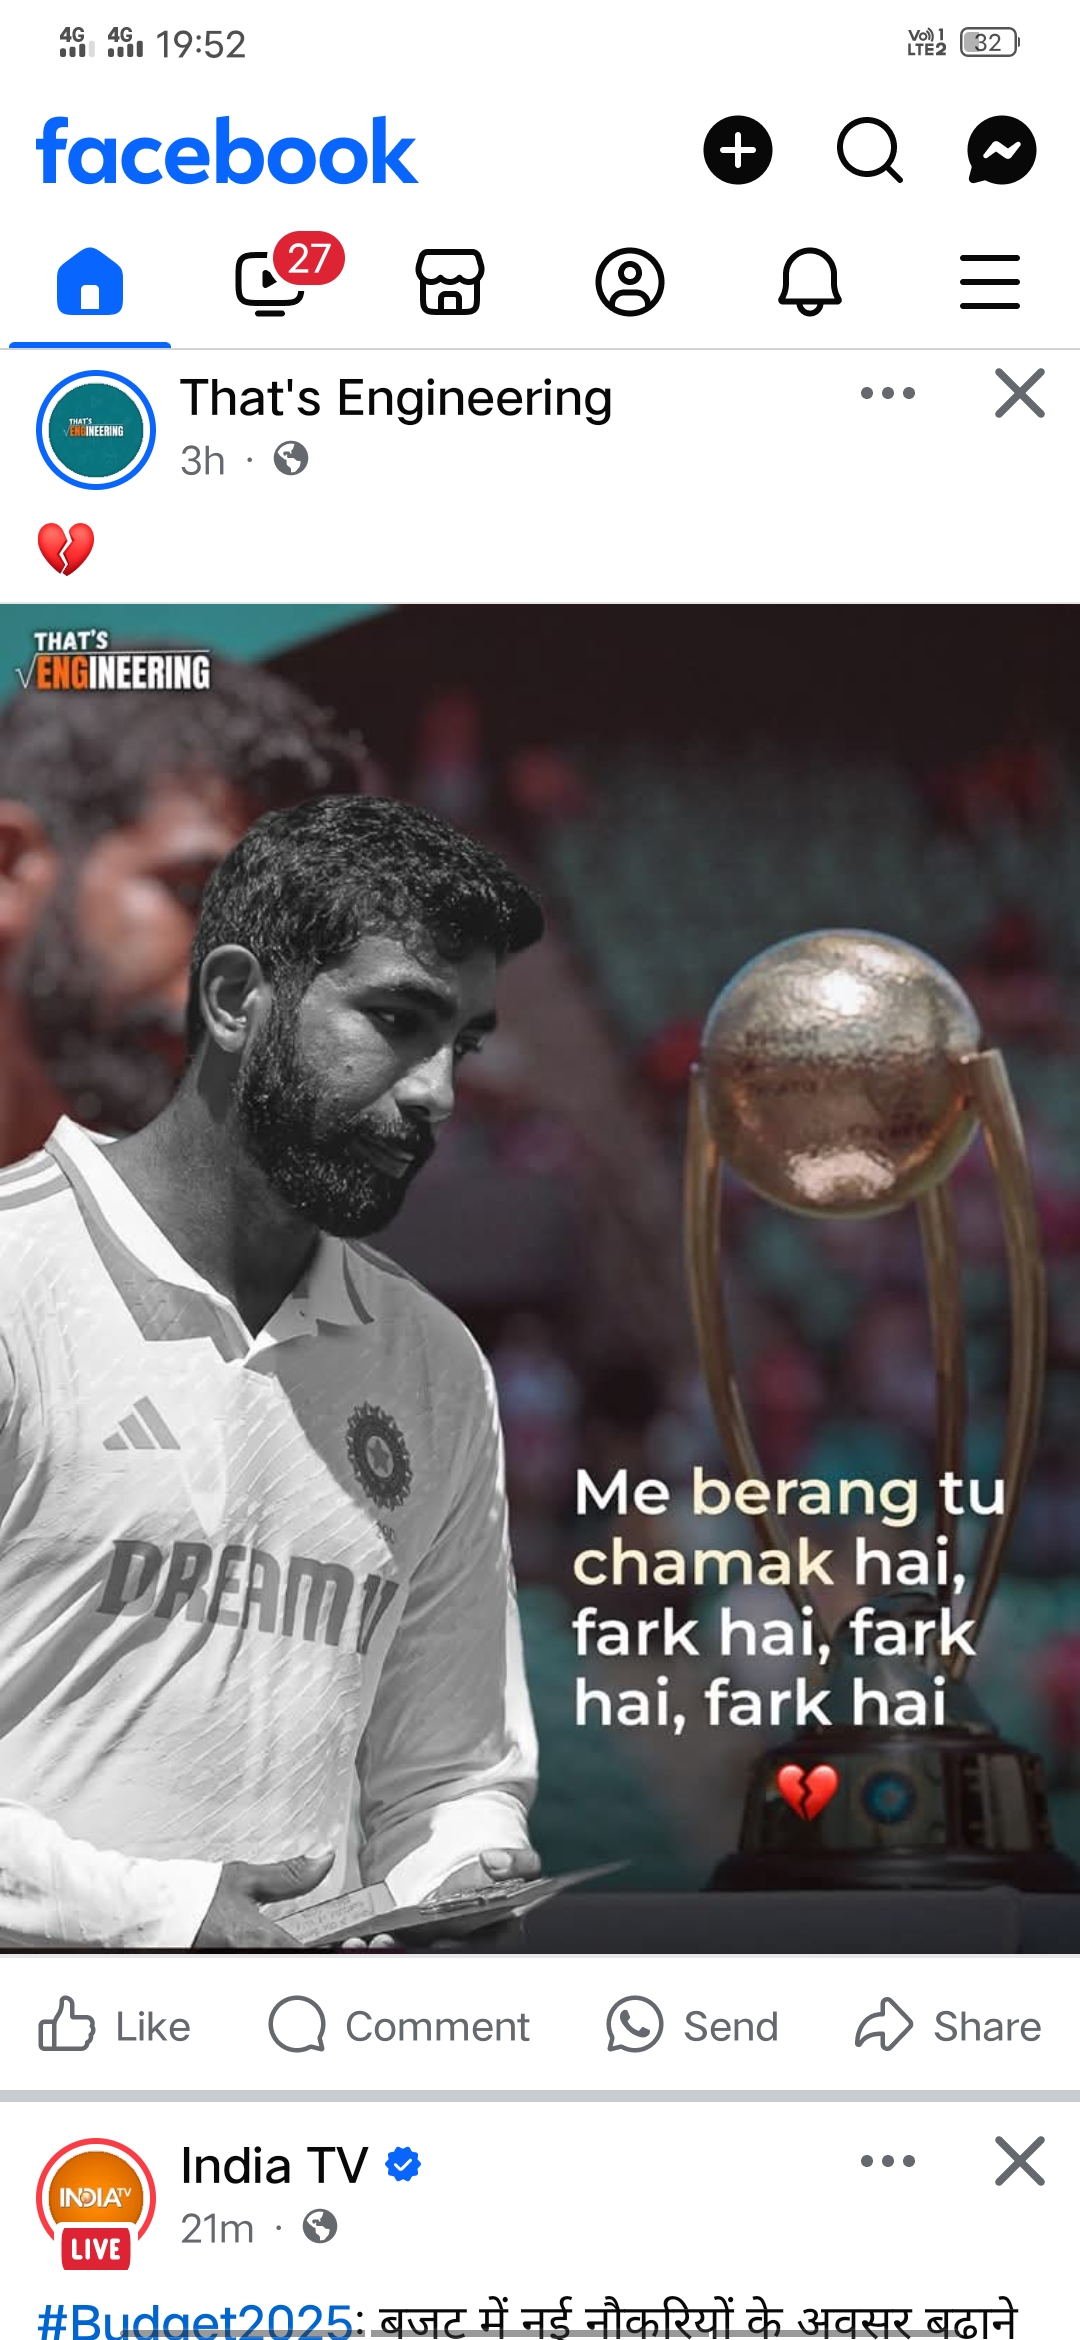 4G 4G 19:52 Vo)) 1 LTE2 32
facebook
27
That's Engineering
3h ·
THAT'S
√ENGINEERING
THAT'S
√ENGINEERING
DREAM11
Me berang tu
chamak hai,
fark hai, fark
hai, fark hai
Like Comment Send Share
India TV
21m ·
INDIA TV
LIVE
#Budget2025: बजट में नई नौकरियों के अवसर बढ़ाने